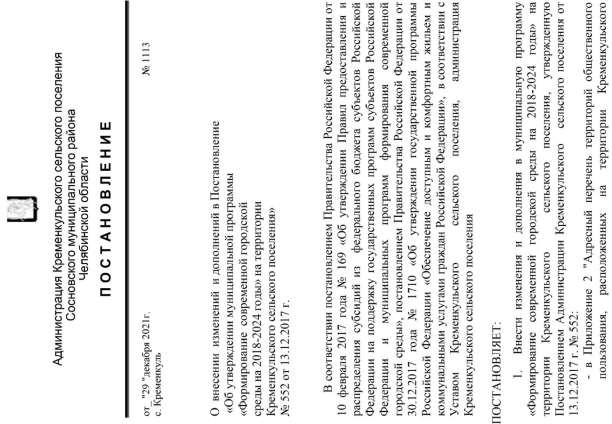 Администрация Кременкульского сельского поселения
Сосновского муниципального района
Челябинской области
ПОСТАНОВЛЕНИЕ
от_"29 "декабря 2021г.
№ 1113
с. Кременкуль
О внесении изменений и дополнений в Постановление
«Об утверждении муниципальной программы
«Формирование современной городской
среды на 2018-2024 годы» на территории
Кременкульского сельского поселения»
№ 552 от 13.12.2017 г.
В соответствии постановлением Правительства Российской Федерации от
10 февраля 2017 года № 169 «Об утверждении Правил предоставления и
распределения субсидий из федерального бюджета субъектов Российской
Федерации на поддержку государственных программ субъектов Российской
Федерации и муниципальных программ формирования современной
городской среды», постановлением Правительства Российской Федерации от
30.12.2017 года № 1710 «Об утверждении государственной программы
Российской Федерации «Обеспечение доступным и комфортным жильем и
коммунальными услугами граждан Российской Федерации», в соответствии с
Уставом Кременкульского сельского поселения, администрация
Кременкульского сельского поселения
ПОСТАНОВЛЯЕТ:
1. Внести изменения и дополнения в муниципальную программу
«Формирование современной городской среды на 2018-2024 годы» на
территории Кременкульского сельского поселения, утвержденную
Постановлением Администрации Кременкульского сельского поселения от
13.12.2017 г. № 552:
- в Приложение 2 "Адресный перечень территорий общественного
пользования, расположенных на территории Кременкульского